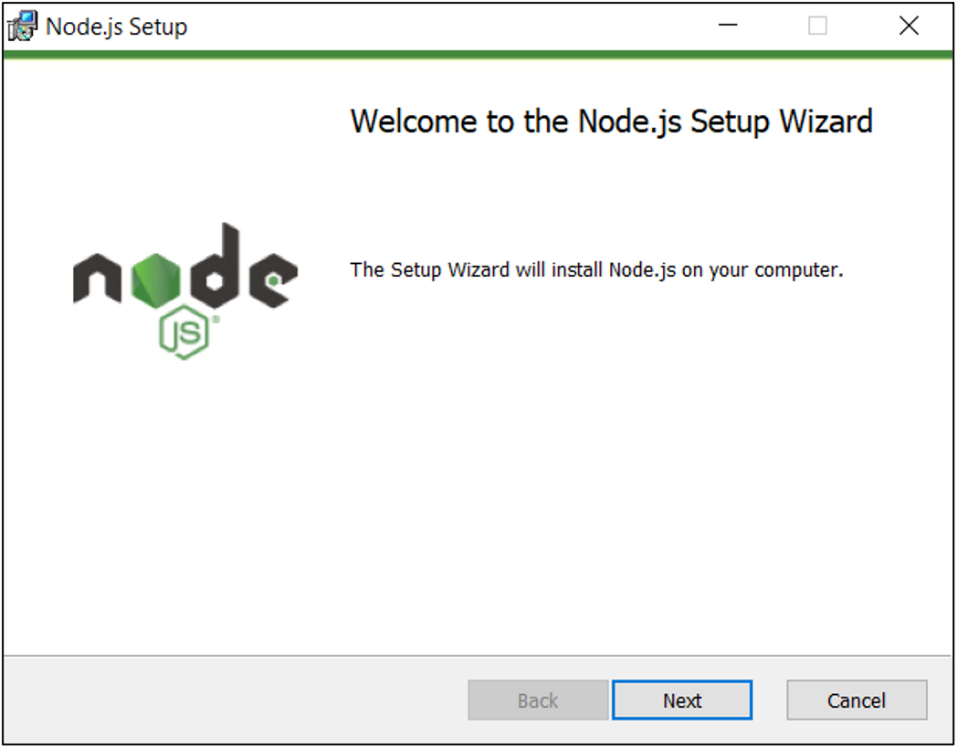 Node.js Setup
Welcome to the Node.js Setup Wizard
The Setup Wizard will install Node.js on your computer.
node
JS®
Back
Next
Cancel